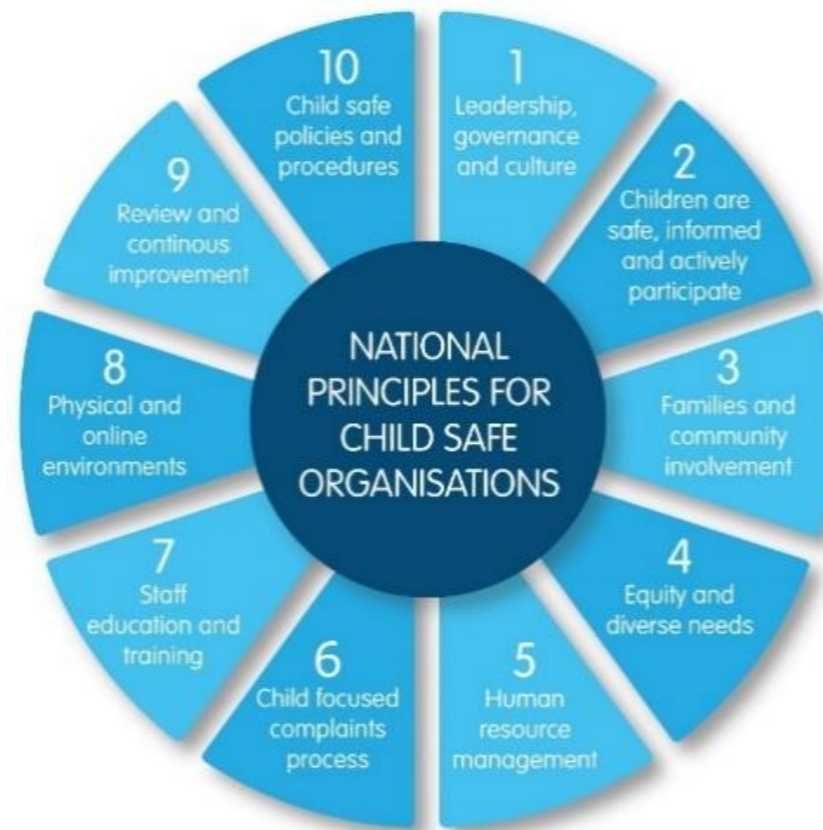 NATIONAL
PRINCIPLES FOR
CHILD SAFE
ORGANISATIONS
1
Leadership,
governance
and culture
2
Children are
safe, informed
and actively
participate
3
Families and
community
involvement
4
Equity and
diverse needs
5
Human
resource
management
6
Child focused
complaints
process
7
Staff
education and
training
8
Physical and
online
environments
9
Review and
continous
improvement
10
Child safe
policies and
procedures